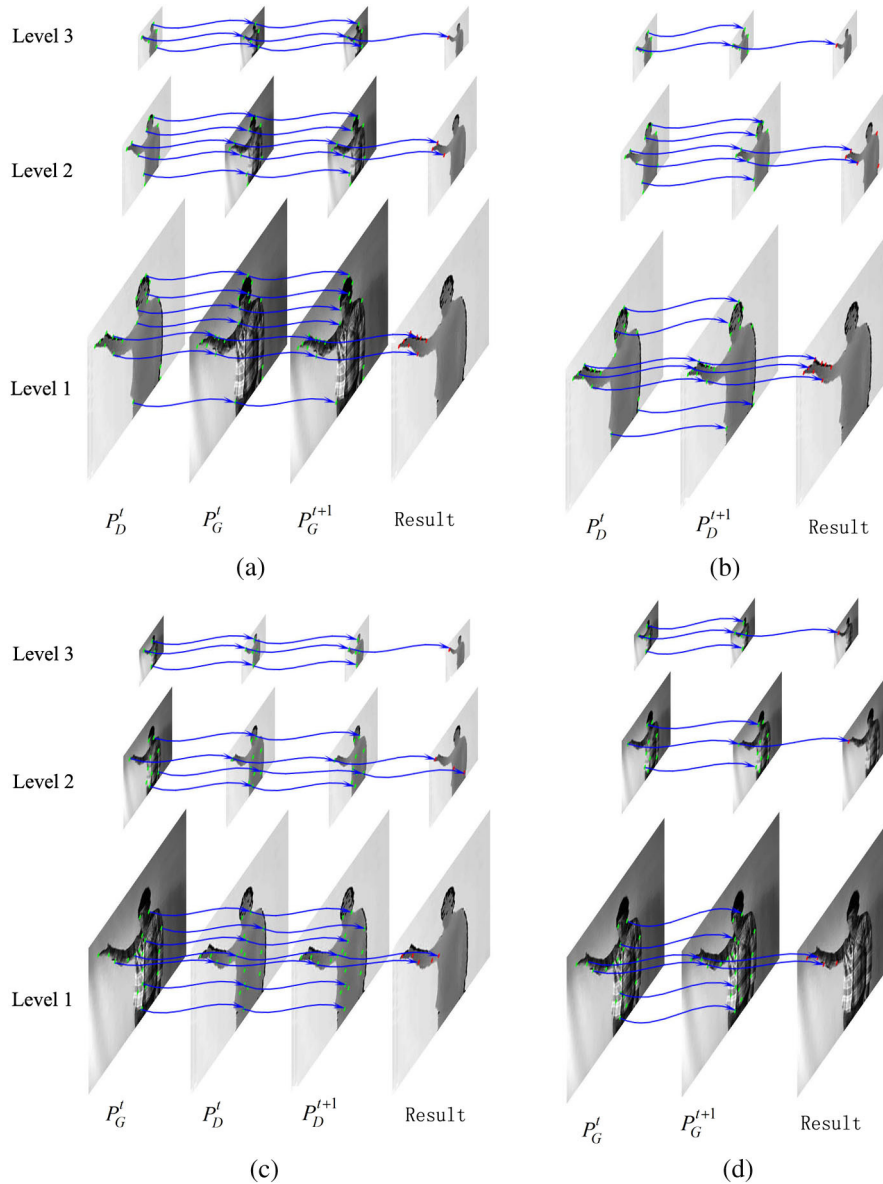 Level 3
Level 2
Level 1
P_D^t P_G^t P_G^{t+1} Result
(a)
P_D^t P_D^{t+1} Result
(b)
Level 3
Level 2
Level 1
P_G^t P_D^t P_D^{t+1} Result
(c)
P_G^t P_G^{t+1} Result
(d)